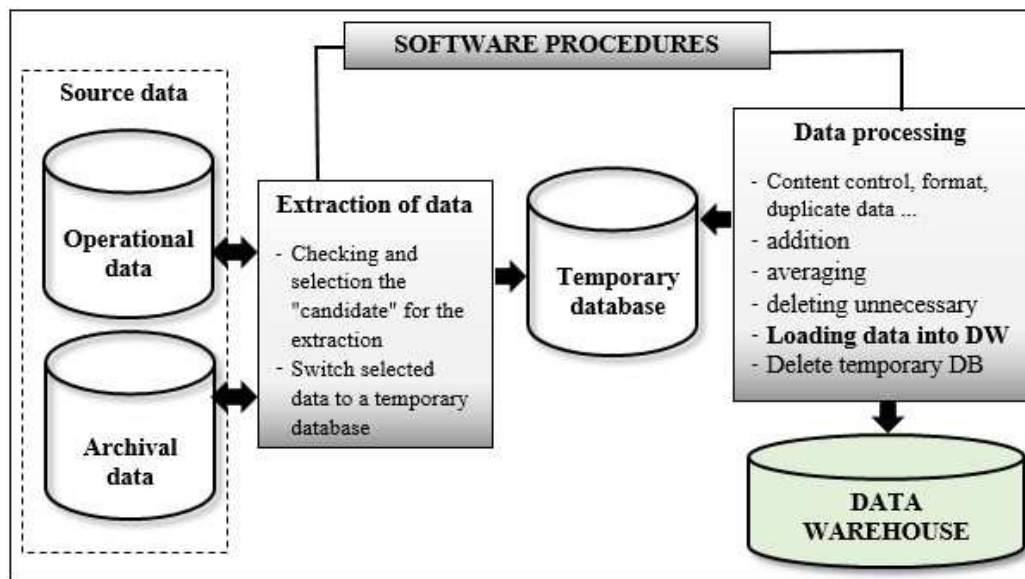 SOFTWARE PROCEDURES
Source data
Operational
data
Archival
data
Extraction of data
- Checking and
selection the
"candidate" for the
extraction
- Switch selected
data to a temporary
database
Temporary
database
Data processing
- Content control, format,
duplicate data ...
- addition
- averaging
- deleting unnecessary
- Loading data into DW
- Delete temporary DB
DATA
WAREHOUSE